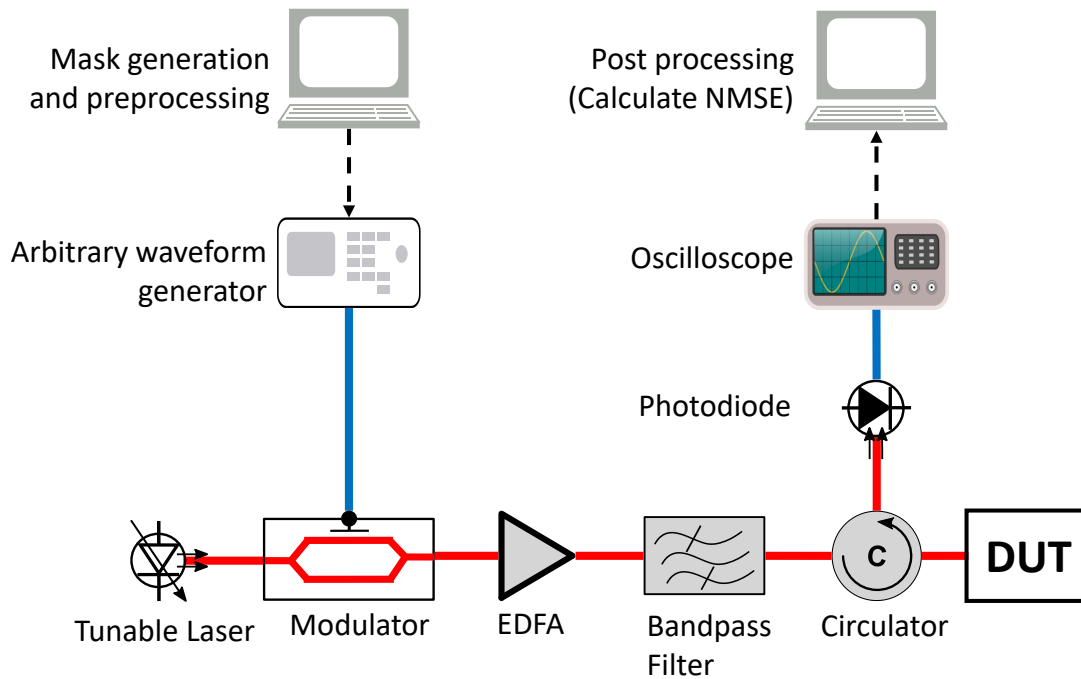 Mask generation
and preprocessing
Post processing
(Calculate NMSE)
Arbitrary waveform
generator
Oscilloscope
Photodiode
C
DUT
Tunable Laser
Modulator
EDFA
Bandpass
Filter
Circulator